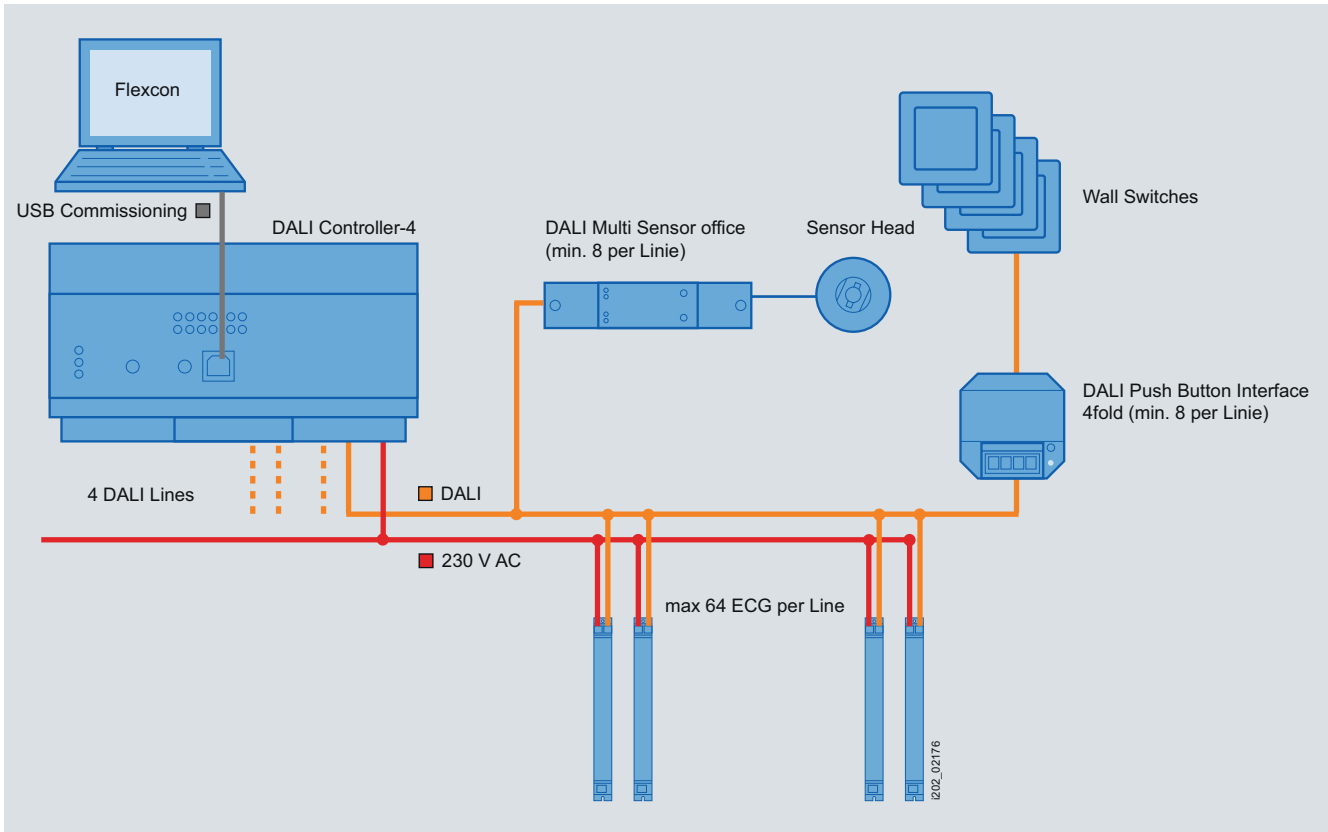 Flexcon
USB Commissioning
DALI Controller-4
DALI Multi Sensor office
(min. 8 per Linie)
Sensor Head
Wall Switches
DALI Push Button Interface
4fold (min. 8 per Linie)
4 DALI Lines
DALI
230 V AC
max 64 ECG per Line
i202_02176